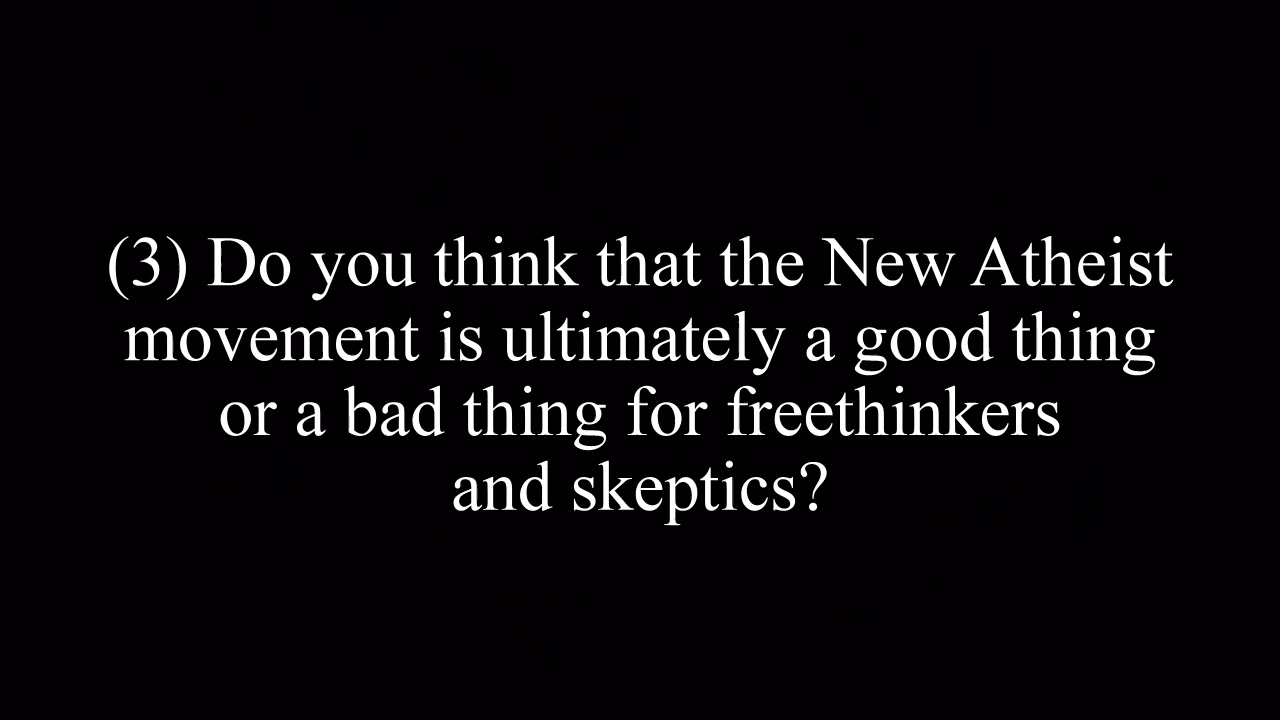 (3) Do you think that the New Atheist
movement is ultimately a good thing
or a bad thing for freethinkers
and skeptics?